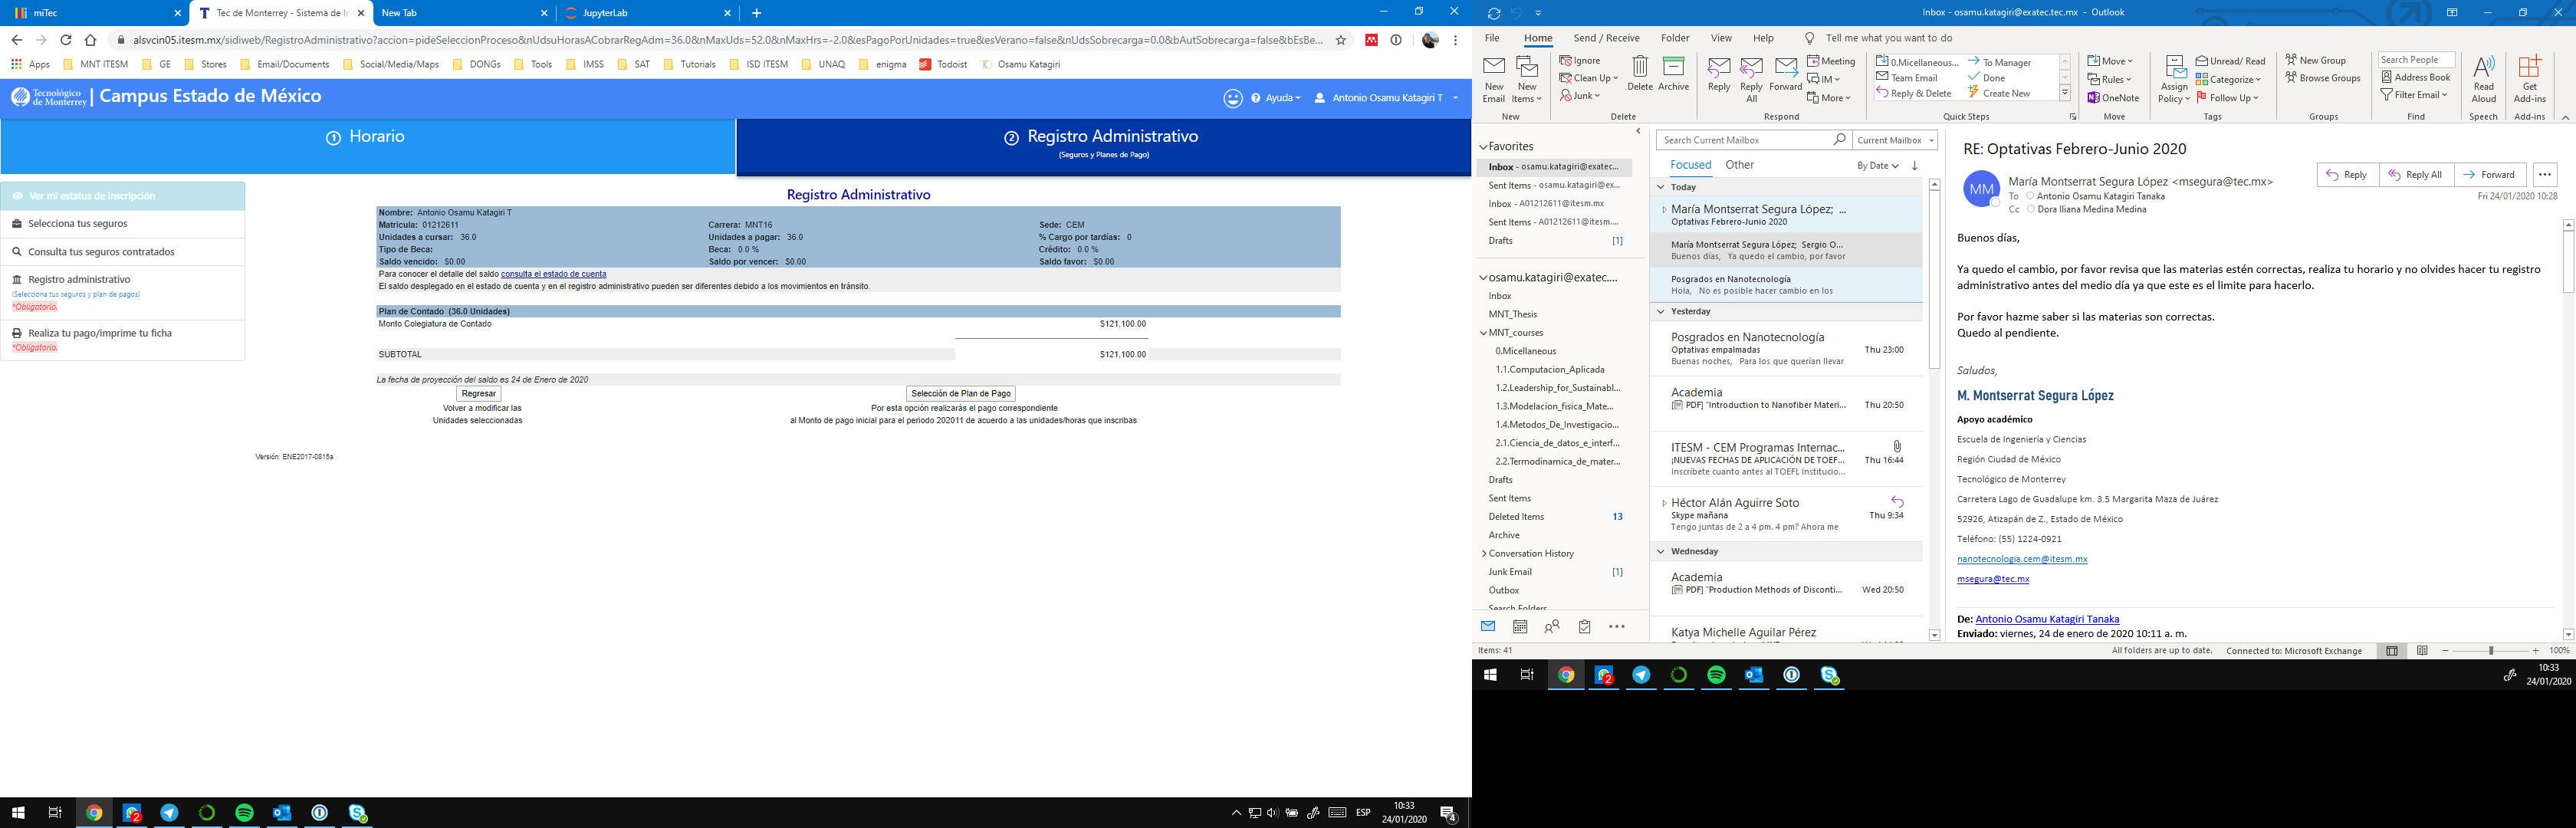 miTec
Tec de Monterrey - Sistema de In
New Tab
JupyterLab
alsvcin05.itesm.mx/sidiweb/RegistroAdministrativo?accion=pideSeleccionProceso&nUdsuHorasACobrarRegAdm=36.0&nMaxUds=52.0&nMaxHrs=-2.0&esPagoPorUnidades=true&esVerano=false&nUdsSobrecarga=0.0&bAutSobrecarga=false&bEsBe...
Apps
MNT ITESM
GE
Stores
Email/Documents
Social/Media/Maps
DONGs
Tools
IMSS
SAT
Tutorials
ISD ITESM
UNAQ
enigma
Todoist
Osamu Katagiri
Tecnológico de Monterrey
Campus Estado de México
Ayuda
Antonio Osamu Katagiri T
1 Horario
2 Registro Administrativo
(Seguros y Planes de Pago)
Ver mi estatus de inscripción
Selecciona tus seguros
Consulta tus seguros contratados
Registro administrativo
(Selecciona tus seguros y plan de pagos)
*Obligatorio.
Realiza tu pago/imprime tu ficha
*Obligatorio.
Registro Administrativo
Nombre: Antonio Osamu Katagiri T
Matrícula: 01212611 Carrera: MNT16 Sede: CEM
Unidades a cursar: 36.0 Unidades a pagar: 36.0 % Cargo por tardías: 0
Tipo de Beca: Beca: 0.0 % Crédito: 0.0 %
Saldo vencido: $0.00 Saldo por vencer: $0.00 Saldo favor: $0.00
Para conocer el detalle del saldo consulta el estado de cuenta
El saldo desplegado en el estado de cuenta y en el registro administrativo pueden ser diferentes debido a los movimientos en tránsito.
Plan de Contado (36.0 Unidades)
Monto Colegiatura de Contado $121,100.00
SUBTOTAL $121,100.00
La fecha de proyección del saldo es 24 de Enero de 2020
Regresar
Volver a modificar las
Unidades seleccionadas
Selección de Plan de Pago
Por esta opción realizarás el pago correspondiente
al Monto de pago inicial para el periodo 202011 de acuerdo a las unidades/horas que inscribas
Versión: ENE2017-0815a
2
ESP
10:33
24/01/2020
4
Inbox - osamu.katagiri@exatec.tec.mx - Outlook
File
Home
Send / Receive
Folder
View
Help
Tell me what you want to do
New Email
New Items
New
Ignore
Clean Up
Junk
Delete
Archive
Delete
Reply
Reply All
Forward
Meeting
IM
More
Respond
0.Micellaneous...
Team Email
Reply & Delete
To Manager
Done
Create New
Quick Steps
Move
Rules
OneNote
Move
Assign Policy
Unread/ Read
Categorize
Follow Up
Tags
New Group
Browse Groups
Groups
Search People
Address Book
Filter Email
Find
Read Aloud
Speech
Get Add-ins
Add-ins
Favorites
Inbox - osamu.katagiri@exatec...
Sent Items - osamu.katagiri@ex...
Inbox - A01212611@itesm.mx
Sent Items - A01212611@itesm....
Drafts [1]
osamu.katagiri@exatec....
Inbox
MNT_Thesis
MNT_courses
0.Micellaneous
1.1.Computacion_Aplicada
1.2.Leadership_for_Sustainabl...
1.3.Modelacion_fisica_Mate...
1.4.Metodos_De_Investigacio...
2.1.Ciencia_de_datos_e_interf...
2.2.Termodinamica_de_mater...
Drafts
Sent Items
Deleted Items 13
Archive
Conversation History
Junk Email [1]
Outbox
Search Folders
Search Current Mailbox
Current Mailbox
Focused
Other
By Date
Today
María Montserrat Segura López; ...
Optativas Febrero-Junio 2020
María Montserrat Segura López; Sergio O...
Buenos días, Ya quedo el cambio, por favor
Posgrados en Nanotecnología
Hola, No es posible hacer cambio en los
Yesterday
Posgrados en Nanotecnología
Optativas empalmadas Thu 23:00
Buenas noches, Para los que querían llevar
Academia
PDF] "Introduction to Nanofiber Materi... Thu 20:50
ITESM - CEM Programas Internac...
¡NUEVAS FECHAS DE APLICACIÓN DE TOEF... Thu 16:44
Inscríbete cuanto antes al TOEFL Institucio...
Héctor Alán Aguirre Soto
Skype mañana Thu 9:34
Tengo juntas de 2 a 4 pm. 4 pm? Ahora me
Wednesday
Academia
PDF] "Production Methods of Disconti... Wed 20:50
Katya Michelle Aguilar Pérez
RE: Optativas Febrero-Junio 2020
MM
María Montserrat Segura López <msegura@tec.mx>
To Antonio Osamu Katagiri Tanaka
Cc Dora Iliana Medina Medina
Reply
Reply All
Forward
Fri 24/01/2020 10:28
Buenos días,
Ya quedo el cambio, por favor revisa que las materias estén correctas, realiza tu horario y no olvides hacer tu registro
administrativo antes del medio día ya que este es el limite para hacerlo.
Por favor hazme saber si las materias son correctas.
Quedo al pendiente.
Saludos,
M. Montserrat Segura López
Apoyo académico
Escuela de Ingeniería y Ciencias
Región Ciudad de México
Tecnológico de Monterrey
Carretera Lago de Guadalupe km. 3.5 Margarita Maza de Juárez
52926, Atizapán de Z., Estado de México
Teléfono: (55) 1224-0921
nanotecnologia.cem@itesm.mx
msegura@tec.mx
De: Antonio Osamu Katagiri Tanaka
Enviado: viernes, 24 de enero de 2020 10:11 a. m.
Items: 41
All folders are up to date.
Connected to: Microsoft Exchange
100%
2
10:33
24/01/2020